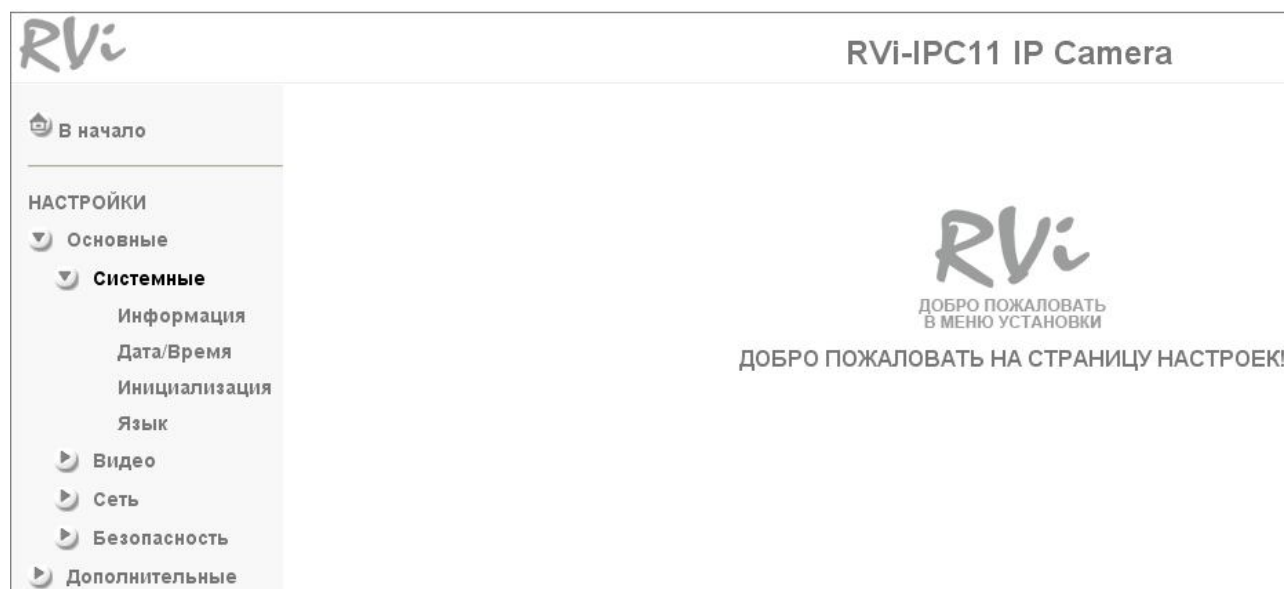 RVi
RVi-IPC11 IP Camera
В начало
НАСТРОЙКИ
Основные
Системные
Информация
Дата/Время
Инициализация
Язык
Видео
Сеть
Безопасность
Дополнительные
RVi
ДОБРО ПОЖАЛОВАТЬ
В МЕНЮ УСТАНОВКИ
ДОБРО ПОЖАЛОВАТЬ НА СТРАНИЦУ НАСТРОЕК!